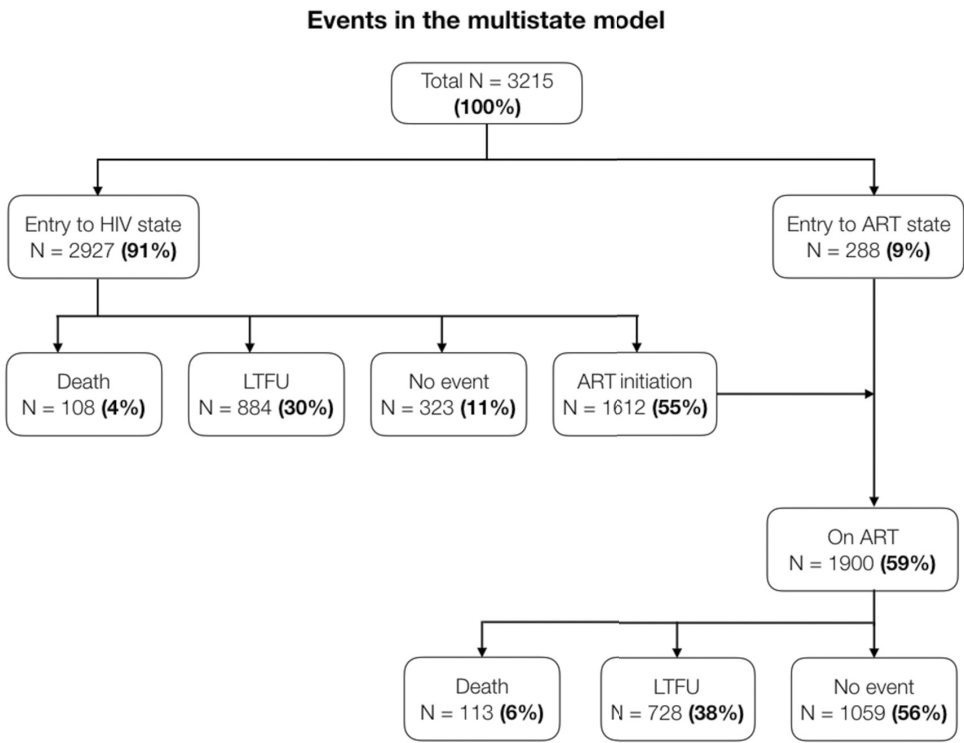 Events in the multistate model
Total N = 3215
(100%)
Entry to HIV state
N = 2927 (91%)
Entry to ART state
N = 288 (9%)
Death
N = 108 (4%)
LTFU
N = 884 (30%)
No event
N = 323 (11%)
ART initiation
N = 1612 (55%)
On ART
N = 1900 (59%)
Death
N = 113 (6%)
LTFU
N = 728 (38%)
No event
N = 1059 (56%)